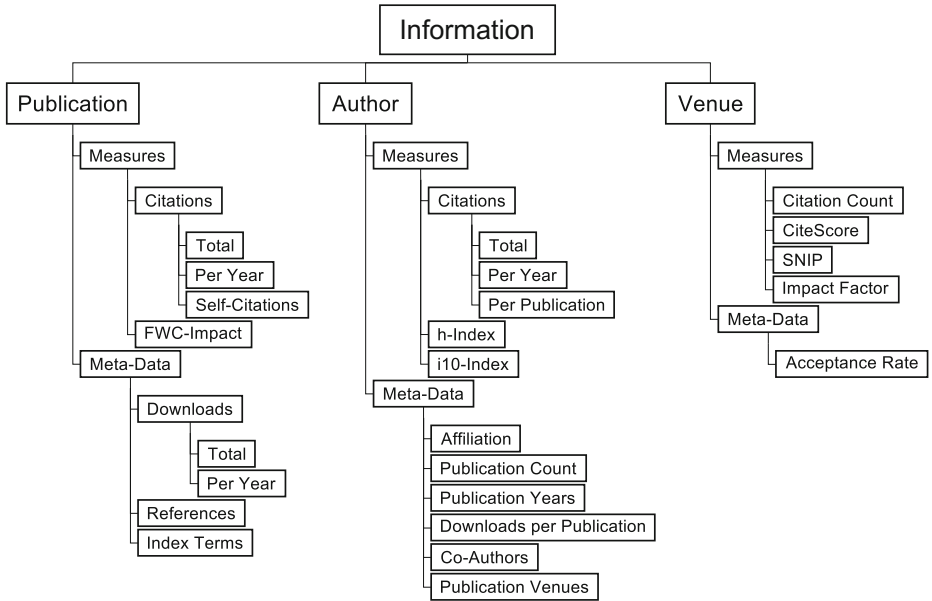 Information
Publication
Measures
Citations
Total
Per Year
Self-Citations
FWC-Impact
Meta-Data
Downloads
Total
Per Year
References
Index Terms
Author
Measures
Citations
Total
Per Year
Per Publication
h-Index
i10-Index
Meta-Data
Affiliation
Publication Count
Publication Years
Downloads per Publication
Co-Authors
Publication Venues
Venue
Measures
Citation Count
CiteScore
SNIP
Impact Factor
Meta-Data
Acceptance Rate